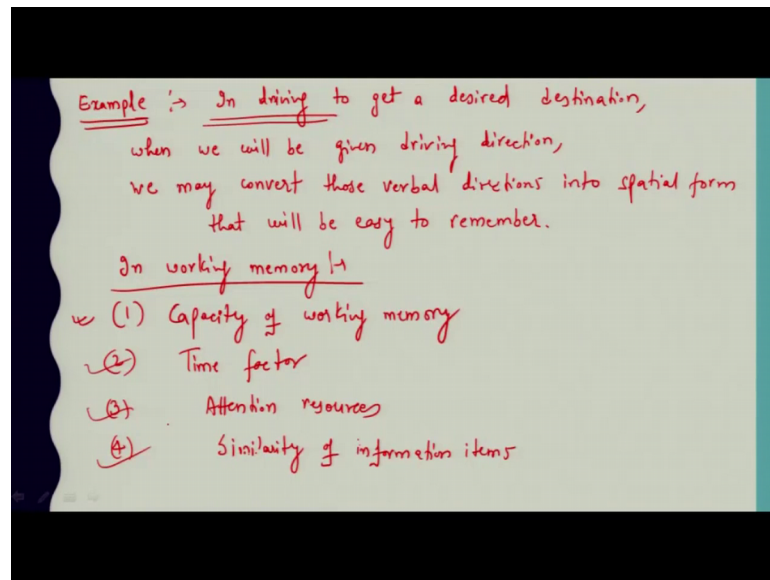 Example :→ In driving to get a desired destination,
when we will be given driving direction,
we may convert those verbal directions into spatial form
that will be easy to remember.
In working memory :→
(1) Capacity of working memory
(2) Time factor
(3) Attention resources
(4) Similarity of information items